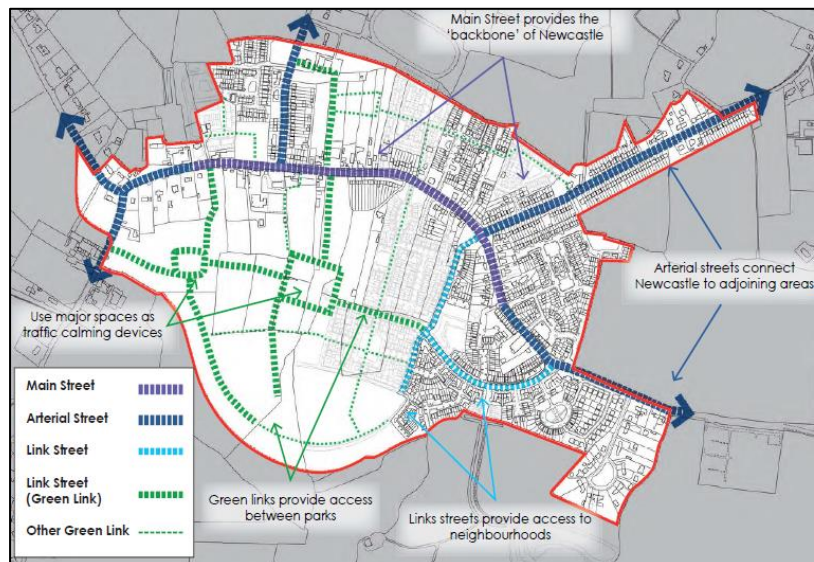 Main Street provides the
‘backbone’ of Newcastle
Arterial streets connect
Newcastle to adjoining areas
Use major spaces as
traffic calming devices
Main Street
Arterial Street
Link Street
Link Street
(Green Link)
Other Green Link
Green links provide access
between parks
Links streets provide access to
neighbourhoods